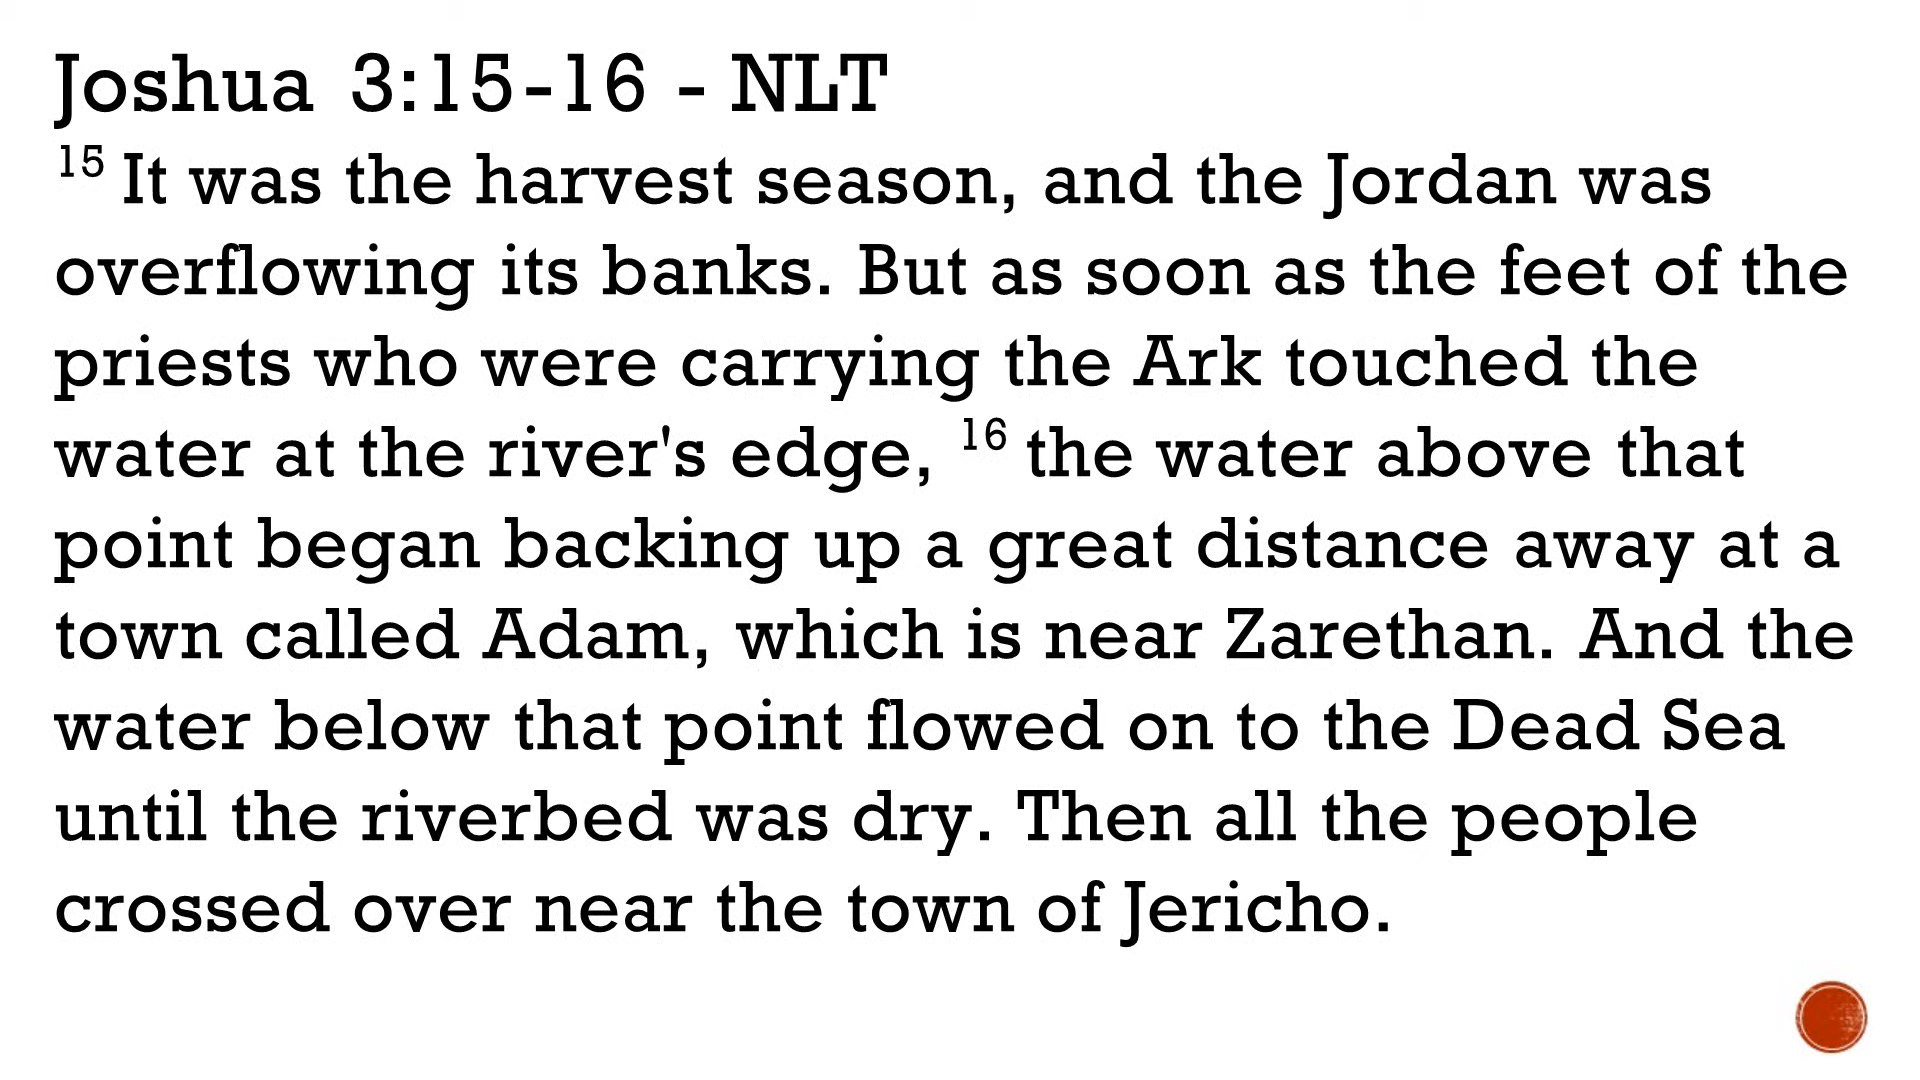 Joshua 3:15-16 - NLT
15 It was the harvest season, and the Jordan was
overflowing its banks. But as soon as the feet of the
priests who were carrying the Ark touched the
water at the river's edge, 16 the water above that
point began backing up a great distance away at a
town called Adam, which is near Zarethan. And the
water below that point flowed on to the Dead Sea
until the riverbed was dry. Then all the people
crossed over near the town of Jericho.